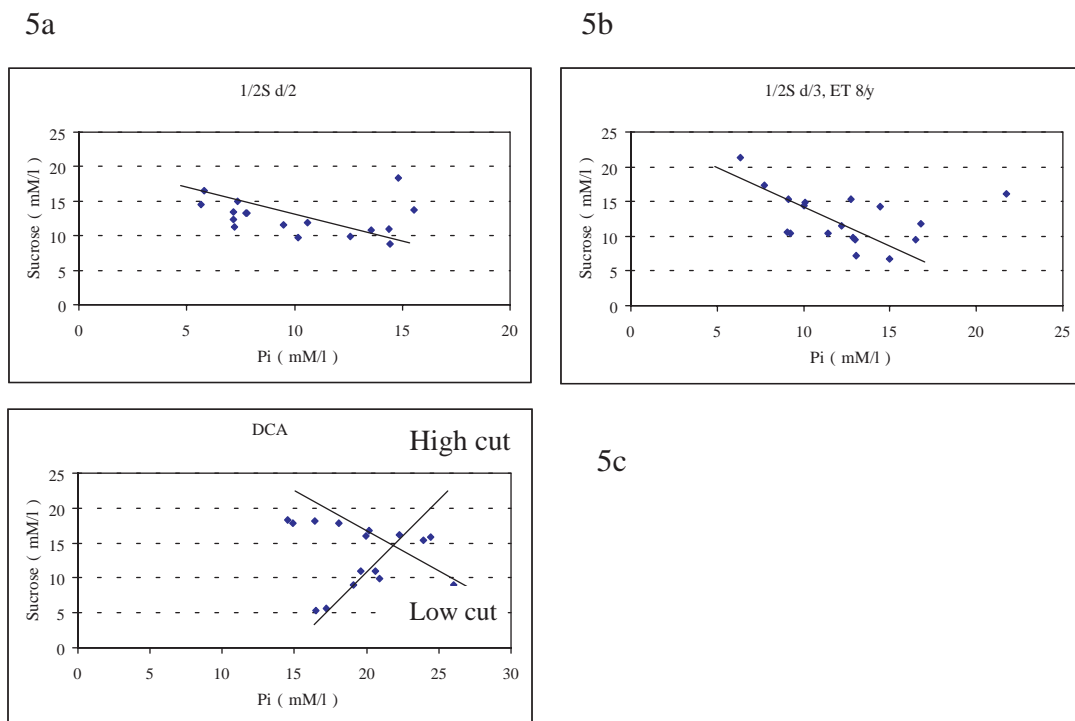 5a
1/2S d/2
Sucrose ( mM/l )
25
20
15
10
5
0
0 5 10 15 20
Pi ( mM/l )
5b
1/2S d/3, ET 8/y
Sucrose ( mM/l )
25
20
15
10
5
0
0 5 10 15 20 25
Pi ( mM/l )
DCA
High cut
Sucrose ( mM/l )
25
20
15
10
5
0
Low cut
0 5 10 15 20 25 30
Pi ( mM/l )
5c